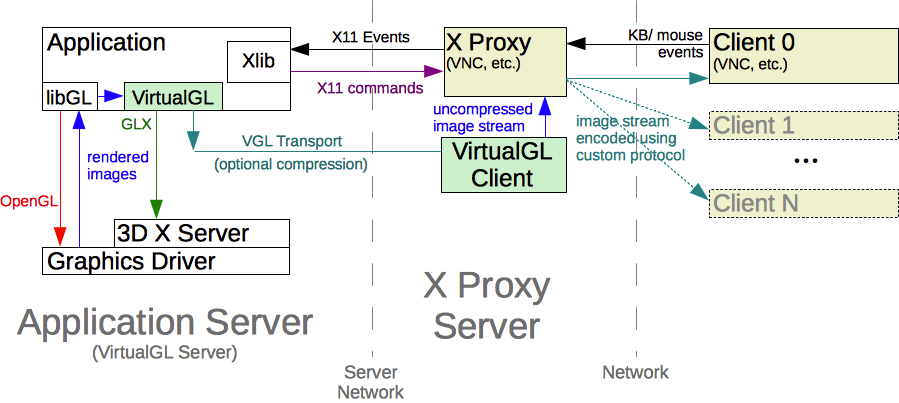 Application
Xlib
libGL
VirtualGL
X11 Events
X11 commands
X Proxy
(VNC, etc.)
KB/ mouse
events
Client 0
(VNC, etc.)
GLX
rendered
images
OpenGL
VGL Transport
(optional compression)
uncompressed
image stream
VirtualGL
Client
image stream
encoded using
custom protocol
Client 1
...
Client N
3D X Server
Graphics Driver
Application Server
(VirtualGL Server)
X Proxy
Server
Server
Network
Network